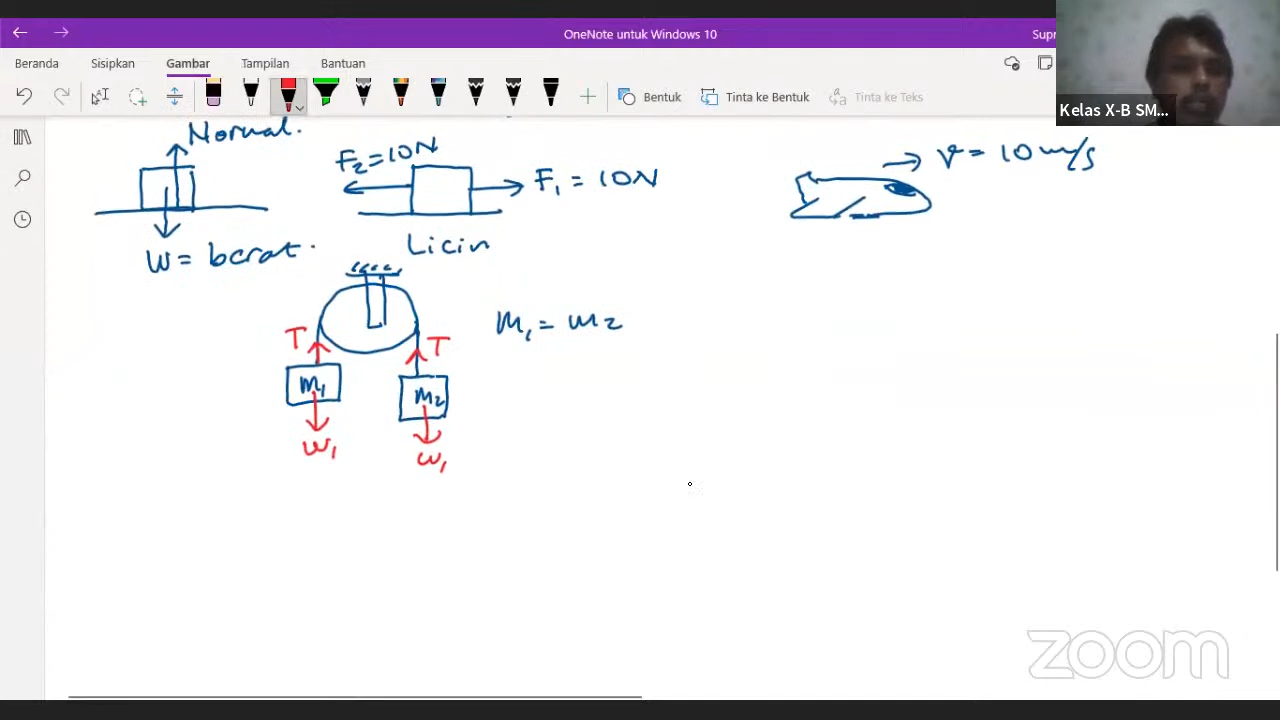 OneNote untuk Windows 10
Beranda
Sisipkan
Gambar
Tampilan
Bantuan
Bentuk
Tinta ke Bentuk
Tinta ke Teks
Kelas X-B SM...
Normal.
W = berat.
F₂ = 10N
F₁ = 10N
Licin
v = 10 m/s
T
T
m₁ = m₂
m₁
m₂
w₁
w₁
zoom